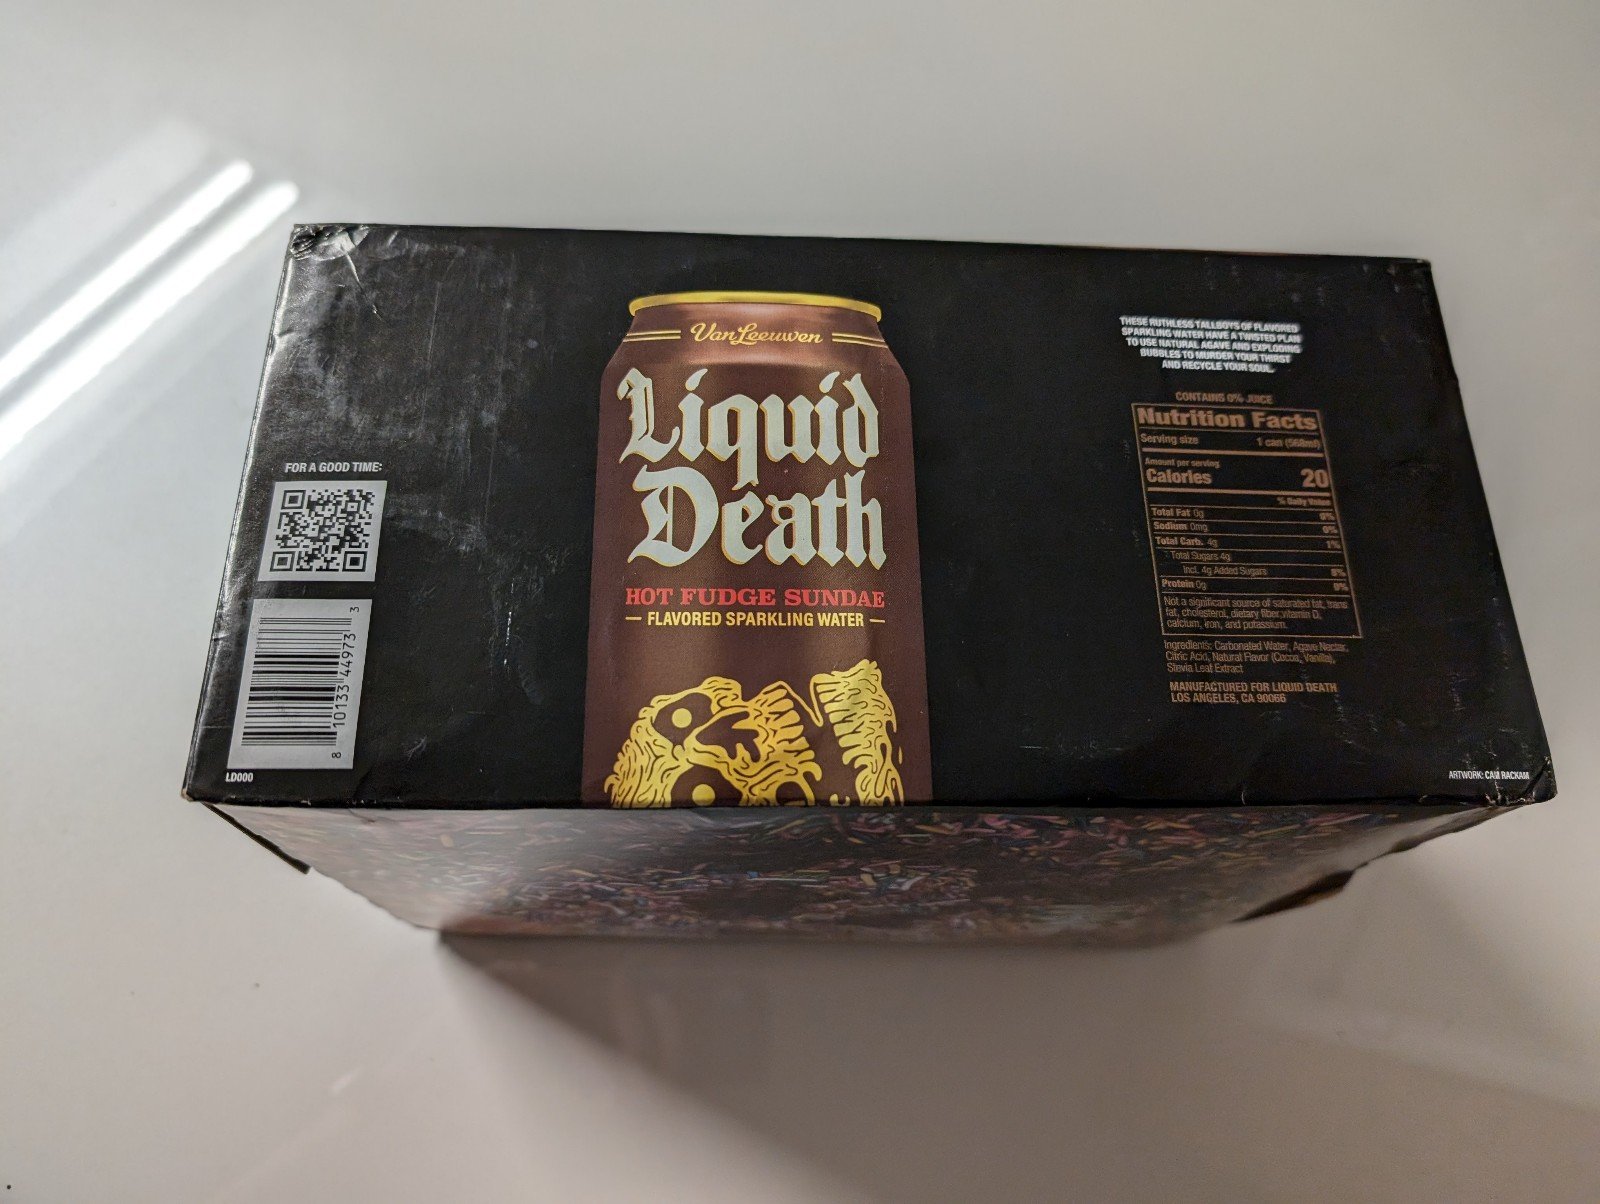 FOR A GOOD TIME:
8 10133 44973 3
LD000
Van Leeuwen
Liquid
Death
HOT FUDGE SUNDAE
FLAVORED SPARKLING WATER
THESE RUTHLESS TALLBOYS OF FLAVORED
SPARKLING WATER HAVE A TWISTED PLAN
TO USE NATURAL AGAVE AND EXPLODING
BUBBLES TO MURDER YOUR THIRST
AND RECYCLE YOUR SOUL.
CONTAINS 0% JUICE
Nutrition Facts
Serving size 1 can (568ml)
Amount per serving
Calories 20
% Daily Value
Total Fat 0g 0%
Sodium 0mg 0%
Total Carb. 4g 1%
Total Sugars 4g
Incl. 4g Added Sugars 8%
Protein 0g 0%
Not a significant source of saturated fat, trans
fat, cholesterol, dietary fiber, vitamin D,
calcium, iron, and potassium.
Ingredients: Carbonated Water, Agave Nectar,
Citric Acid, Natural Flavor (Cocoa, Vanilla),
Stevia Leaf Extract
MANUFACTURED FOR LIQUID DEATH
LOS ANGELES, CA 90066
ARTWORK: CAM RACKAM